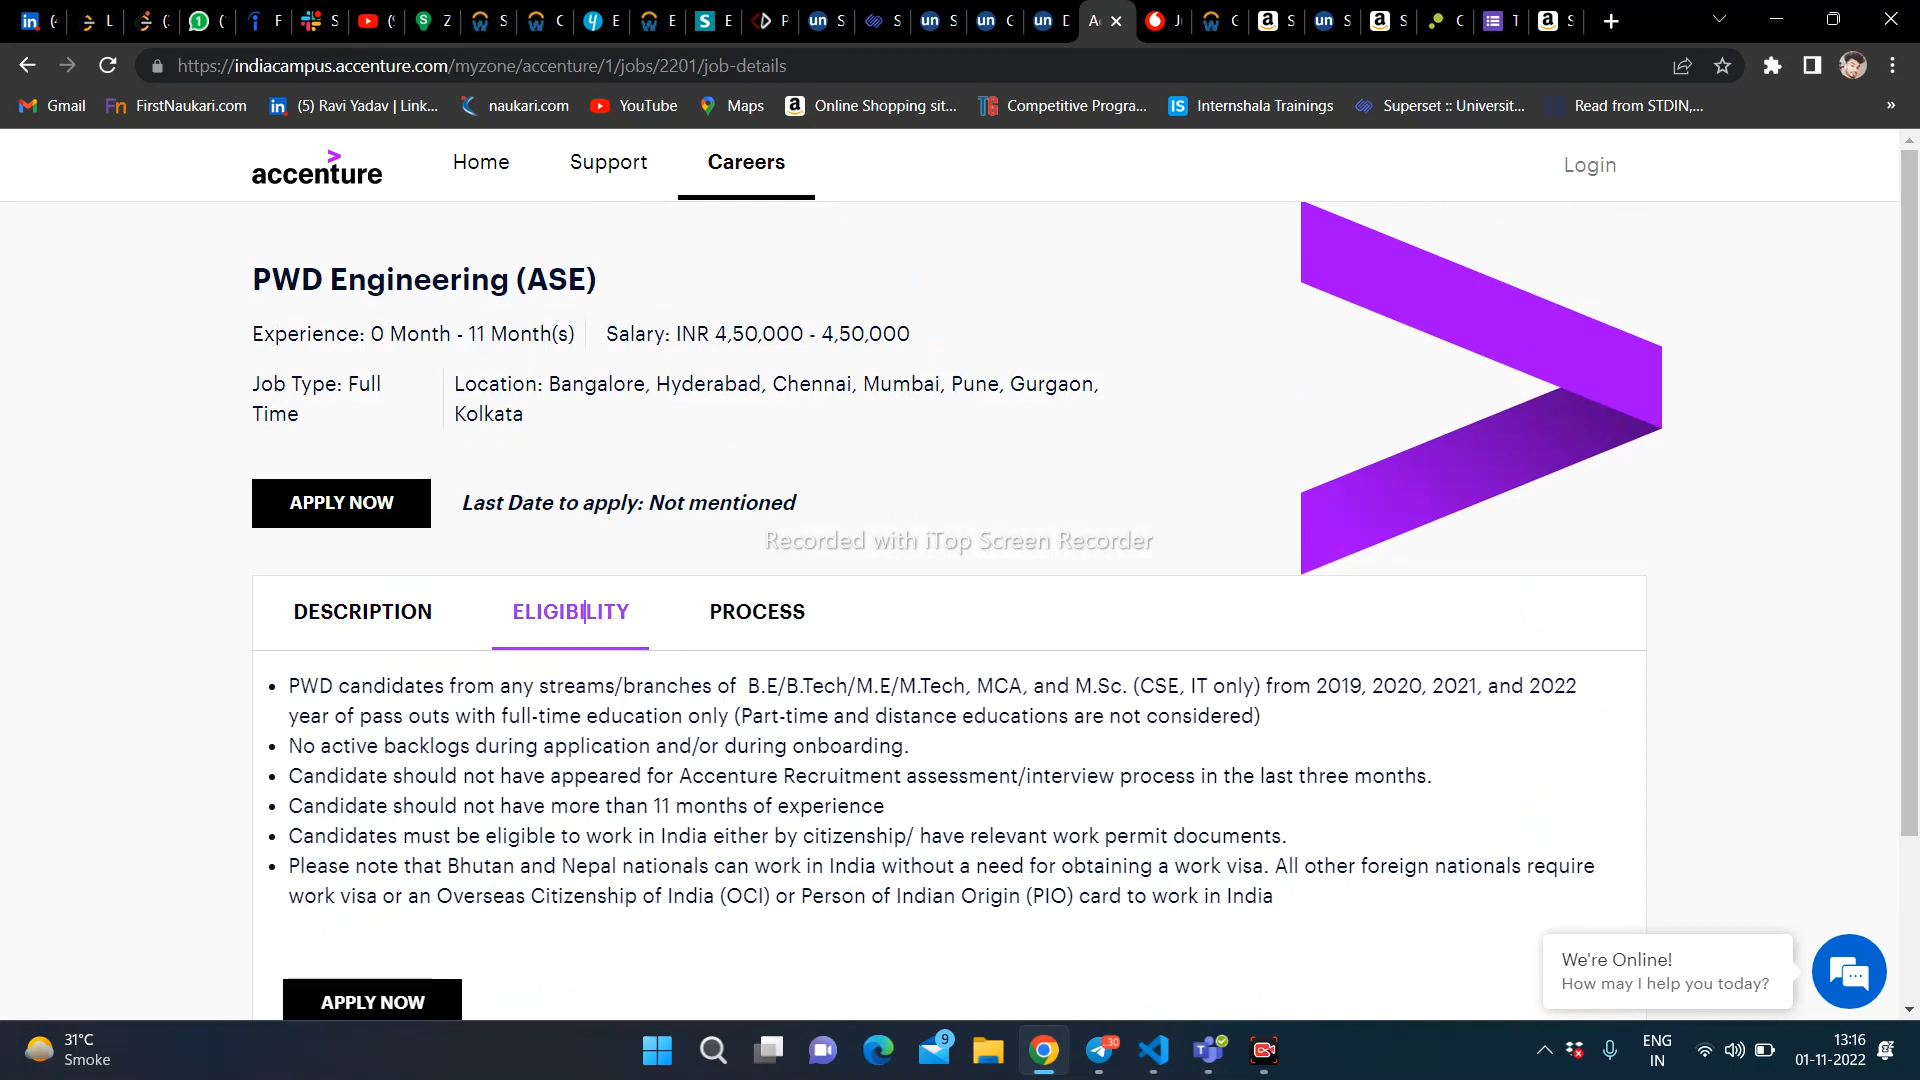 https://indiacampus.accenture.com/myzone/accenture/1/jobs/2201/job-details
Gmail FirstNaukari.com (5) Ravi Yadav | Link... naukari.com YouTube Maps Online Shopping sit... Competitive Progra... Internshala Trainings Superset :: Universit... Read from STDIN,... »
accenture Home Support Careers Login
PWD Engineering (ASE)
Experience: 0 Month - 11 Month(s) Salary: INR 4,50,000 - 4,50,000
Job Type: Full Time
Location: Bangalore, Hyderabad, Chennai, Mumbai, Pune, Gurgaon,
Kolkata
APPLY NOW Last Date to apply: Not mentioned
Recorded with iTop Screen Recorder
DESCRIPTION ELIGIBILITY PROCESS
• PWD candidates from any streams/branches of B.E/B.Tech/M.E/M.Tech, MCA, and M.Sc. (CSE, IT only) from 2019, 2020, 2021, and 2022
year of pass outs with full-time education only (Part-time and distance educations are not considered)
• No active backlogs during application and/or during onboarding.
• Candidate should not have appeared for Accenture Recruitment assessment/interview process in the last three months.
• Candidate should not have more than 11 months of experience
• Candidates must be eligible to work in India either by citizenship/ have relevant work permit documents.
• Please note that Bhutan and Nepal nationals can work in India without a need for obtaining a work visa. All other foreign nationals require
work visa or an Overseas Citizenship of India (OCI) or Person of Indian Origin (PIO) card to work in India
We're Online!
How may I help you today?
APPLY NOW
31°C
Smoke
9
30
ENG
IN
13:16
01-11-2022